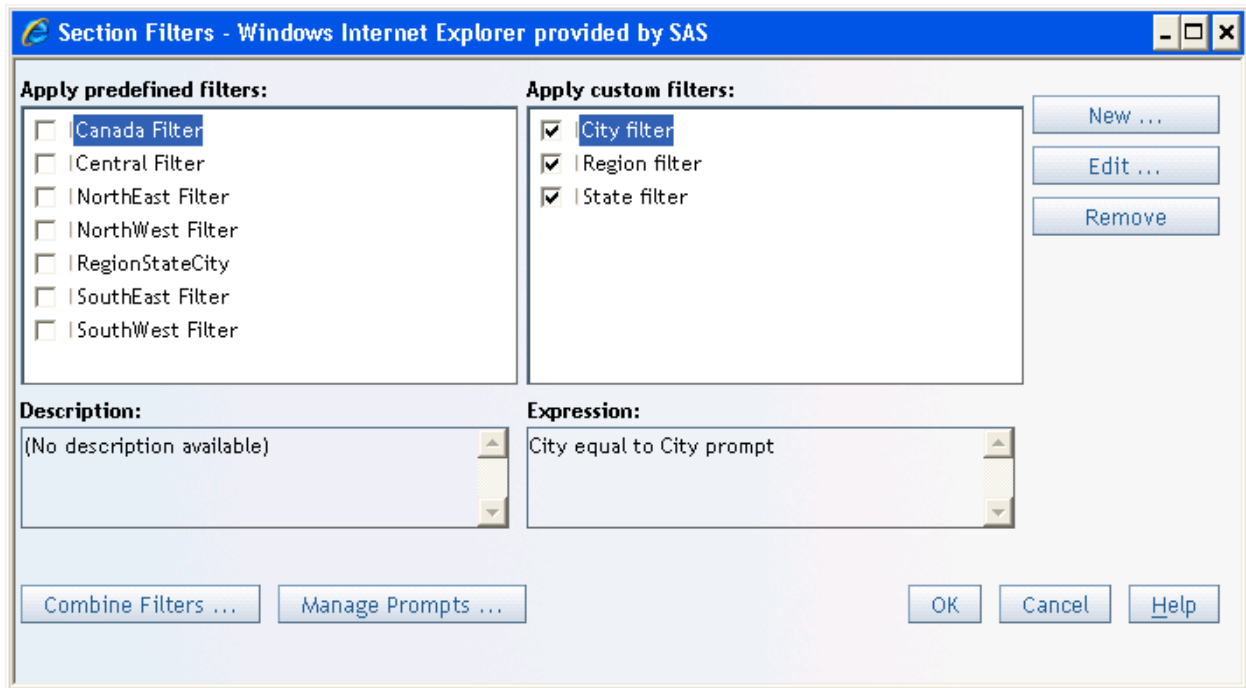 Section Filters - Windows Internet Explorer provided by SAS
Apply predefined filters:
Canada Filter
Central Filter
NorthEast Filter
NorthWest Filter
RegionStateCity
SouthEast Filter
SouthWest Filter
Apply custom filters:
City filter
Region filter
State filter
New ...
Edit ...
Remove
Description:
(No description available)
Expression:
City equal to City prompt
Combine Filters ...
Manage Prompts ...
OK
Cancel
Help